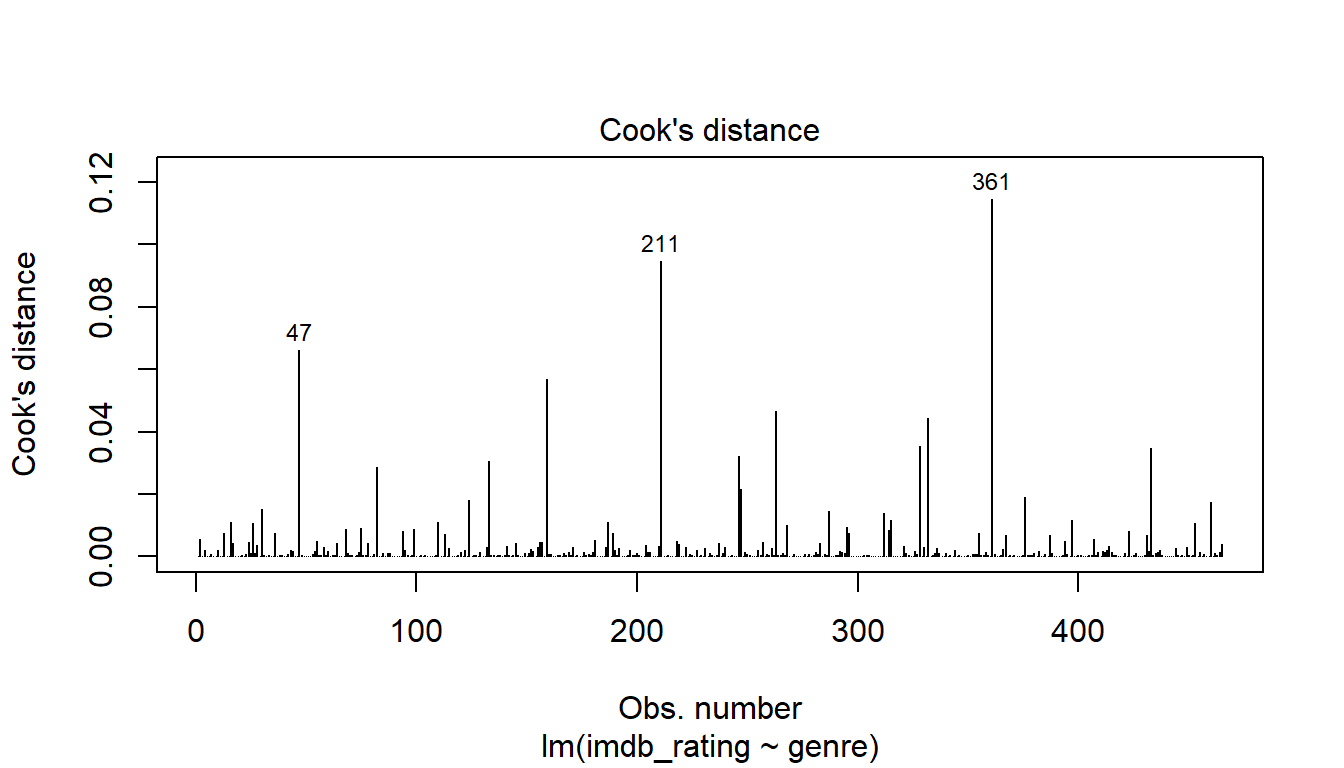 Cook's distance
Cook's distance
0.12
0.08
0.04
0.00
47
211
361
0 100 200 300 400
Obs. number
lm(imdb_rating ~ genre)